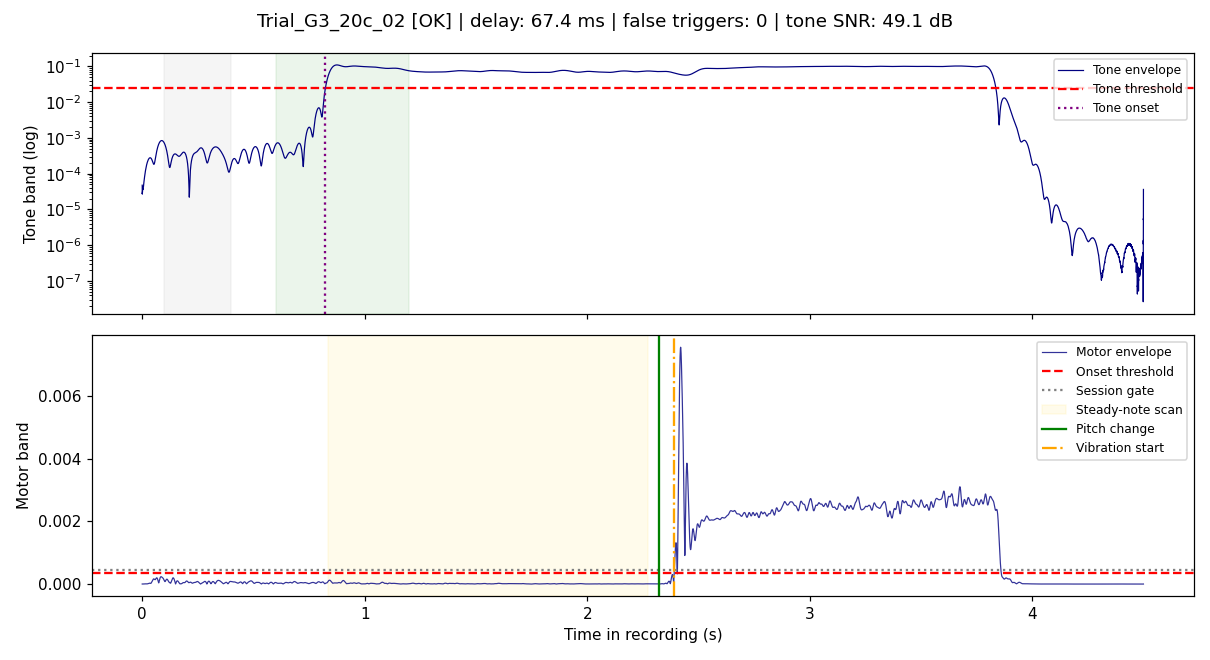 Trial_G3_20c_02 [OK] | delay: 67.4 ms | false triggers: 0 | tone SNR: 49.1 dB
Tone band (log)
10⁻¹
10⁻²
10⁻³
10⁻⁴
10⁻⁵
10⁻⁶
10⁻⁷
Tone envelope
Tone threshold
Tone onset
Motor band
0.006
0.004
0.002
0.000
Motor envelope
Onset threshold
Session gate
Steady-note scan
Pitch change
Vibration start
0 1 2 3 4
Time in recording (s)